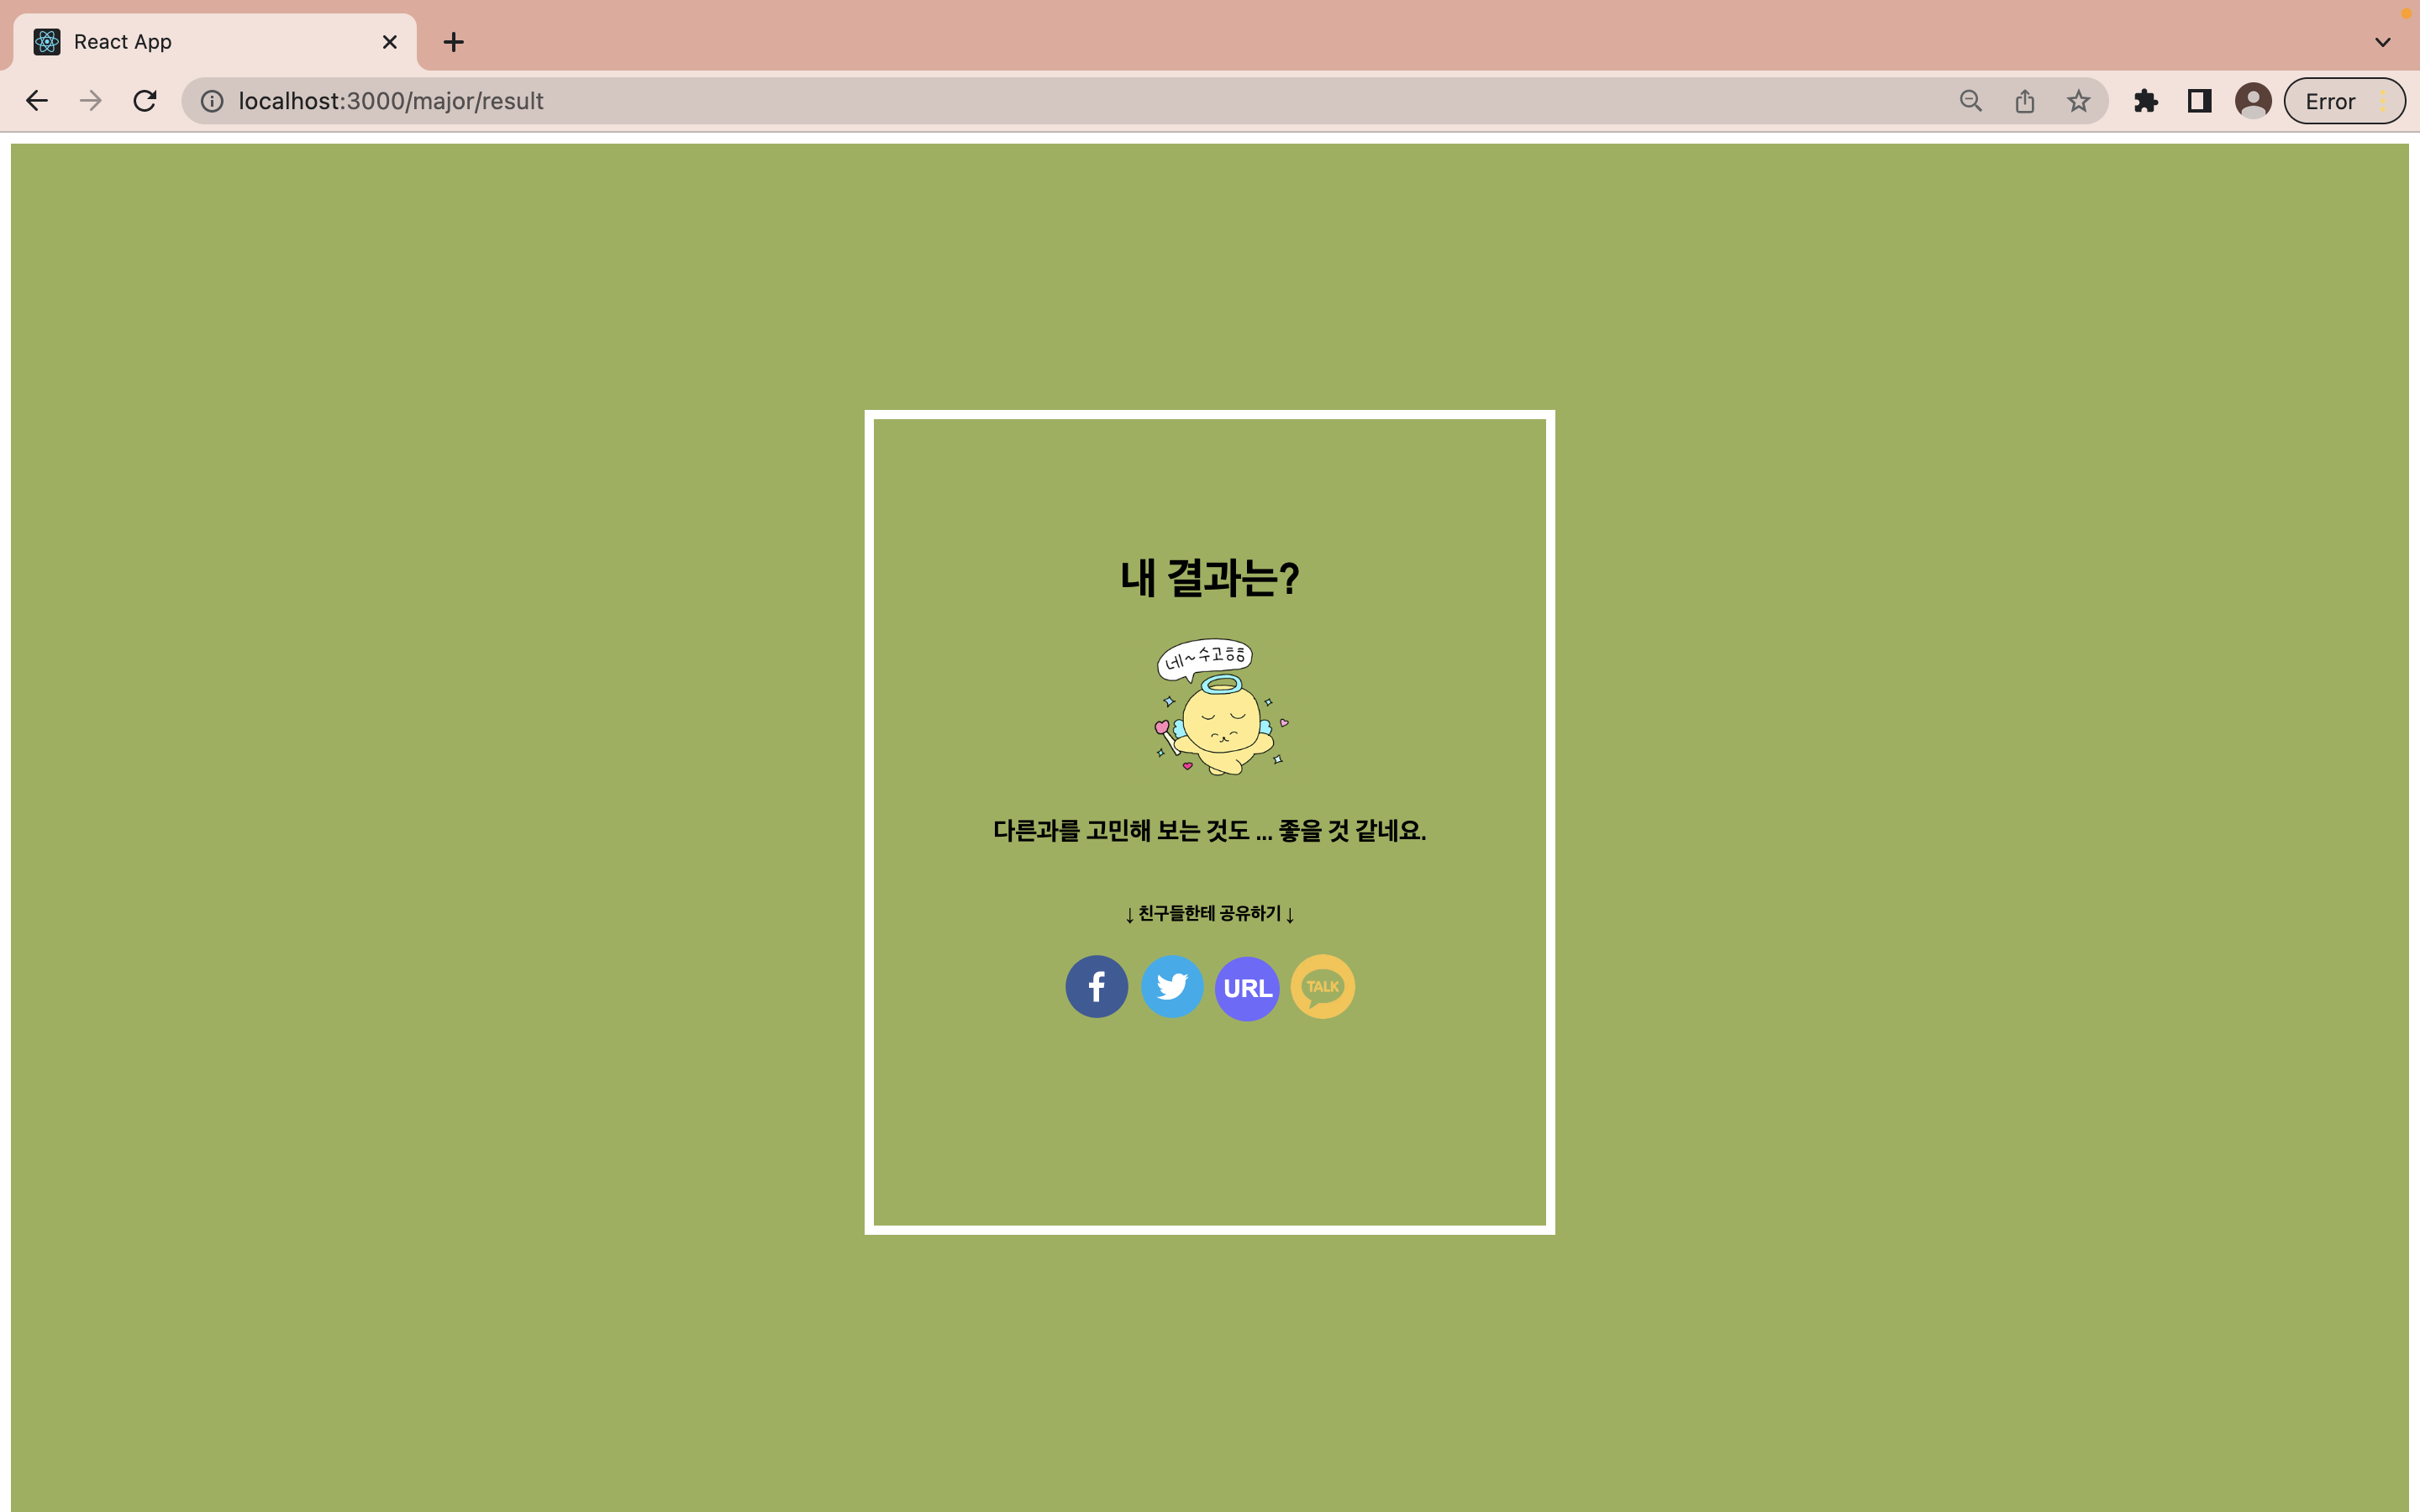 React App
localhost:3000/major/result
Error
내 결과는?
네~수고링
다른과를 고민해 보는 것도 ... 좋을 것 같네요.
↓ 친구들한테 공유하기 ↓
f
URL
TALK